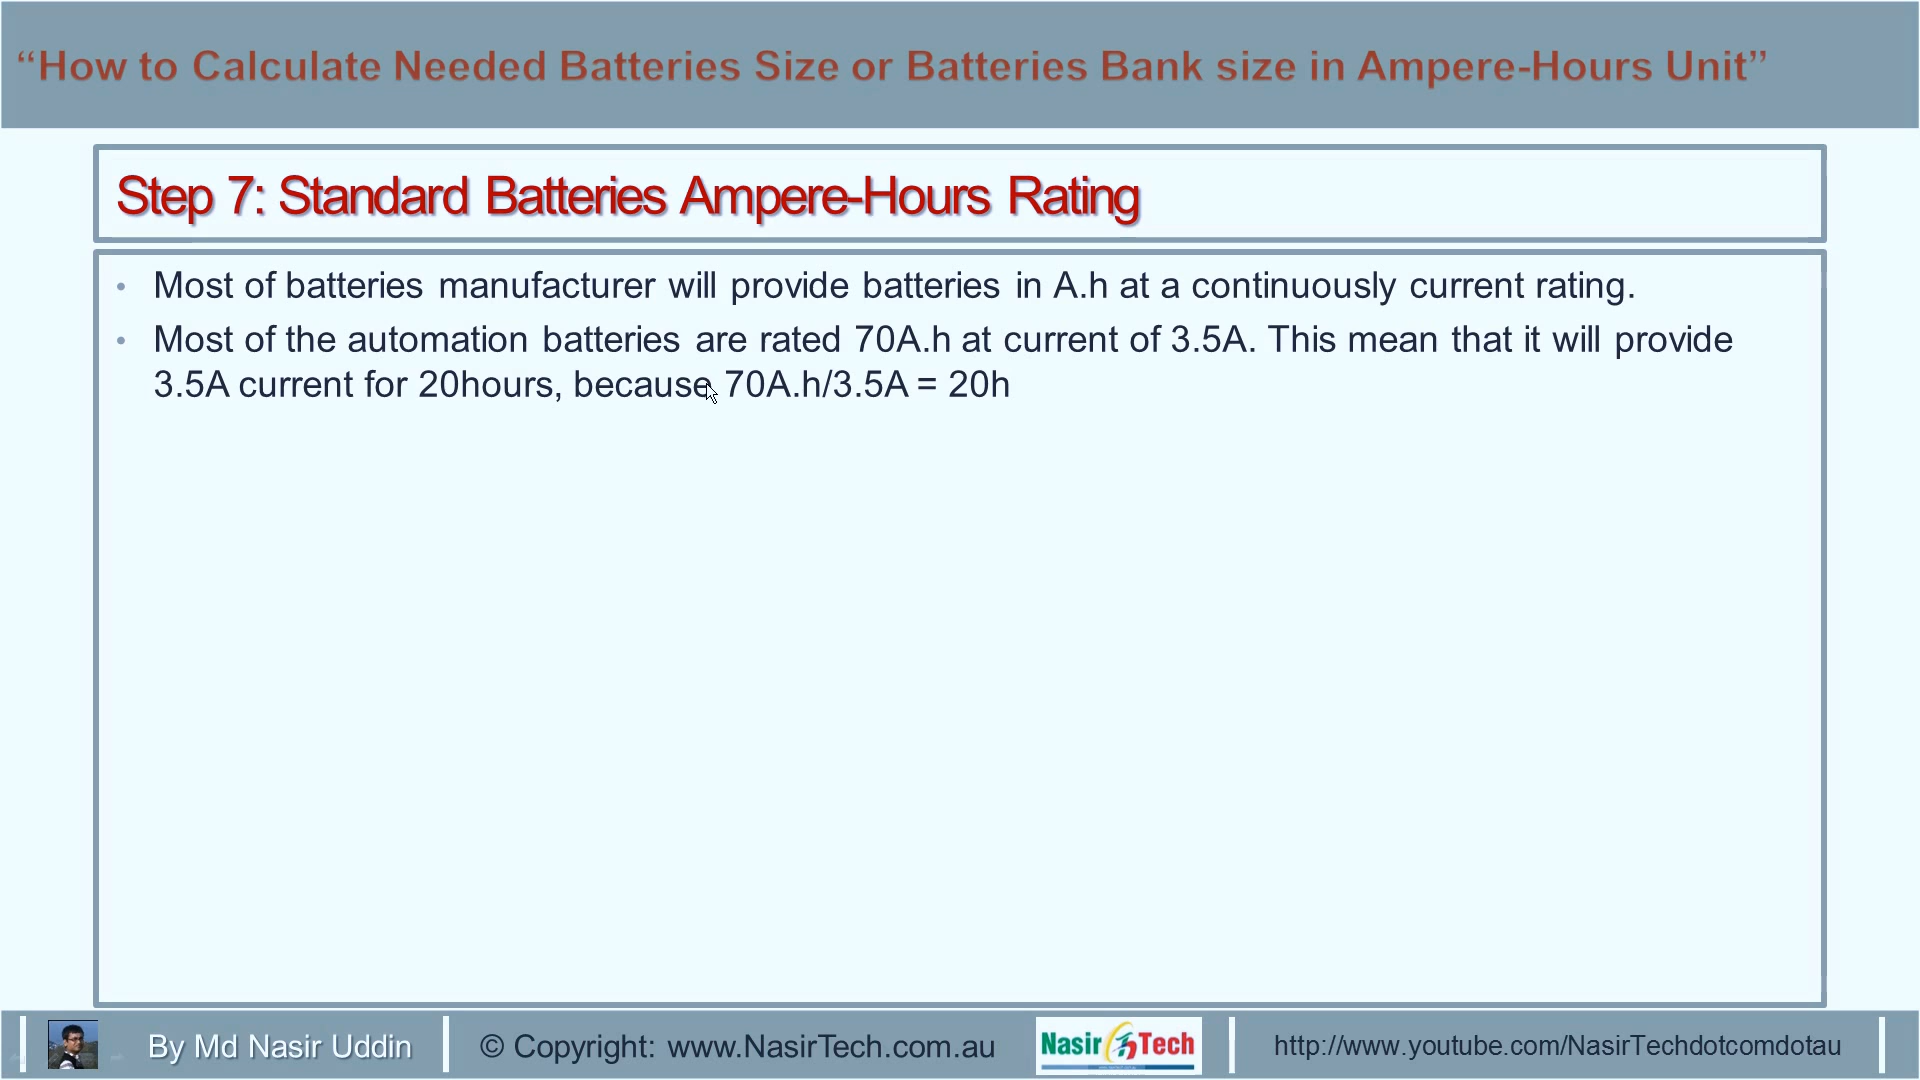 “How to Calculate Needed Batteries Size or Batteries Bank size in Ampere-Hours Unit”
Step 7: Standard Batteries Ampere-Hours Rating
• Most of batteries manufacturer will provide batteries in A.h at a continuously current rating.
• Most of the automation batteries are rated 70A.h at current of 3.5A. This mean that it will provide
3.5A current for 20hours, because 70A.h/3.5A = 20h
By Md Nasir Uddin
© Copyright: www.NasirTech.com.au
Nasir Tech
http://www.youtube.com/NasirTechdotcomdotau